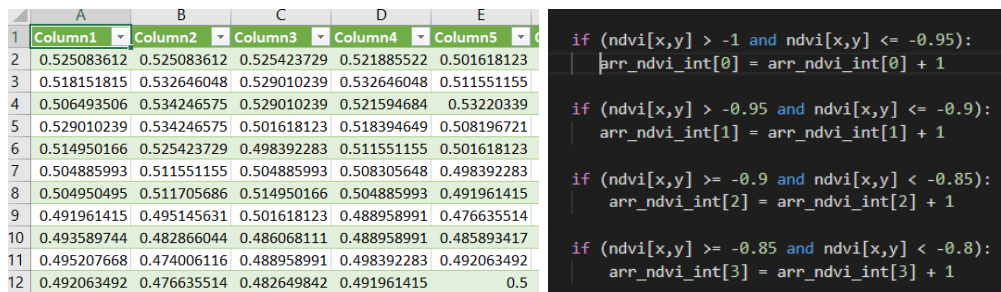 A B C D E
1 Column1 Column2 Column3 Column4 Column5
2 0.525083612 0.525083612 0.525423729 0.521885522 0.501618123
3 0.518151815 0.532646048 0.529010239 0.532646048 0.511551155
4 0.506493506 0.534246575 0.529010239 0.521594684 0.53220339
5 0.529010239 0.534246575 0.501618123 0.518394649 0.508196721
6 0.514950166 0.525423729 0.498392283 0.511551155 0.501618123
7 0.504885993 0.511551155 0.504885993 0.508305648 0.498392283
8 0.504950495 0.511705686 0.514950166 0.504885993 0.491961415
9 0.491961415 0.495145631 0.501618123 0.488958991 0.476635514
10 0.493589744 0.482866044 0.486068111 0.488958991 0.485893417
11 0.495207668 0.474006116 0.488958991 0.498392283 0.492063492
12 0.492063492 0.476635514 0.482649842 0.491961415 0.5
if (ndvi[x,y] > -1 and ndvi[x,y] <= -0.95):
arr_ndvi_int[0] = arr_ndvi_int[0] + 1
if (ndvi[x,y] > -0.95 and ndvi[x,y] <= -0.9):
arr_ndvi_int[1] = arr_ndvi_int[1] + 1
if (ndvi[x,y] >= -0.9 and ndvi[x,y] < -0.85):
arr_ndvi_int[2] = arr_ndvi_int[2] + 1
if (ndvi[x,y] >= -0.85 and ndvi[x,y] < -0.8):
arr_ndvi_int[3] = arr_ndvi_int[3] + 1